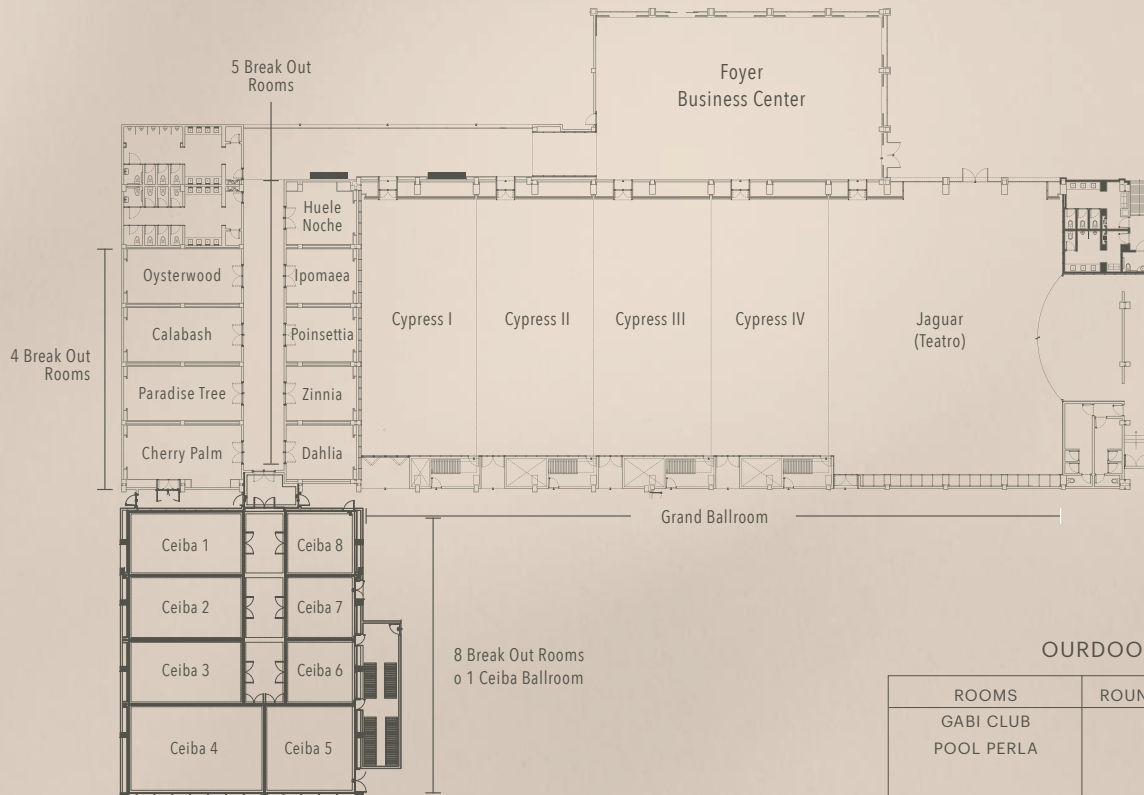 5 Break Out
Rooms
Foyer
Business Center
Huele
Noche
Oysterwood
Ipomaea
Calabash
Poinsettia
Cypress I
Cypress II
Cypress III
Cypress IV
Jaguar
(Teatro)
4 Break Out
Rooms
Paradise Tree
Zinnia
Cherry Palm
Dahlia
Grand Ballroom
Ceiba 1
Ceiba 8
Ceiba 2
Ceiba 7
Ceiba 3
Ceiba 6
8 Break Out Rooms
o 1 Ceiba Ballroom
Ceiba 4
Ceiba 5
OURDOO
ROOMS
ROUN
GABI CLUB
POOL PERLA